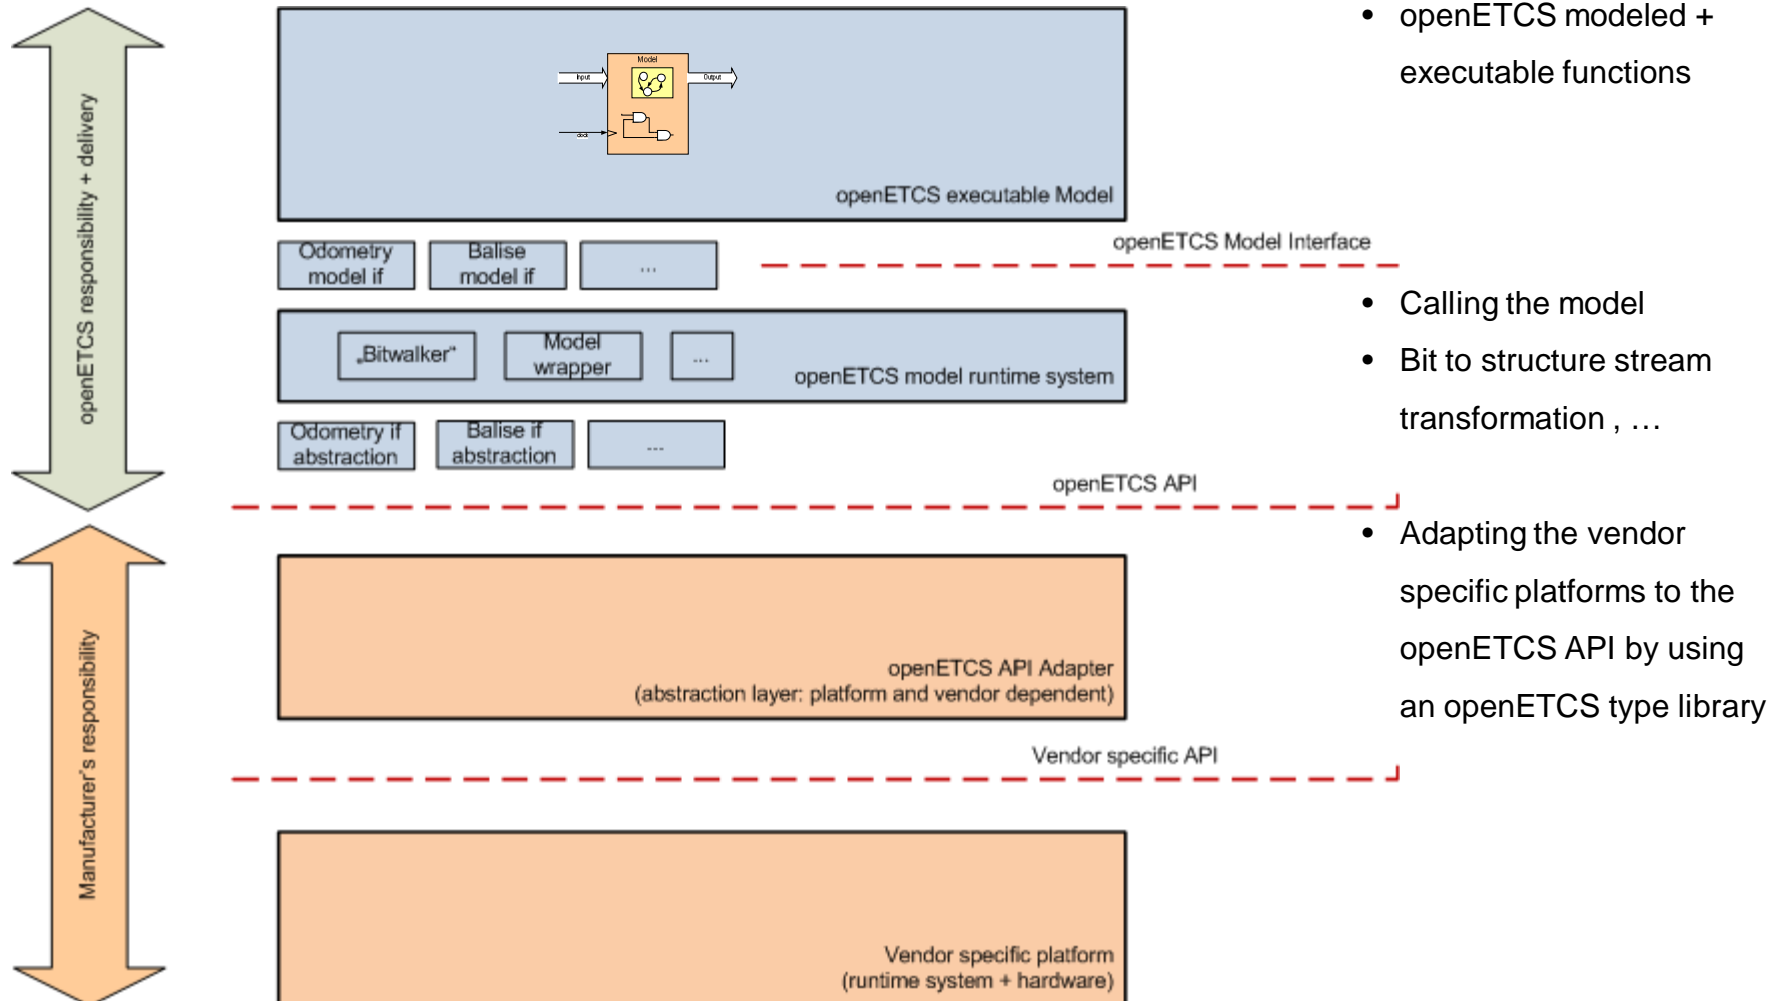 openETCS responsibility + delivery
Manufacturer's responsibility
Model
Input
Output
clock
openETCS executable Model
openETCS Model Interface
Odometry
model if
Balise
model if
...
„Bitwalker“
Model
wrapper
...
openETCS model runtime system
Odometry if
abstraction
Balise if
abstraction
...
openETCS API
openETCS API Adapter
(abstraction layer: platform and vendor dependent)
Vendor specific API
Vendor specific platform
(runtime system + hardware)
• openETCS modeled +
executable functions
• Calling the model
• Bit to structure stream
transformation , …
• Adapting the vendor
specific platforms to the
openETCS API by using
an openETCS type library